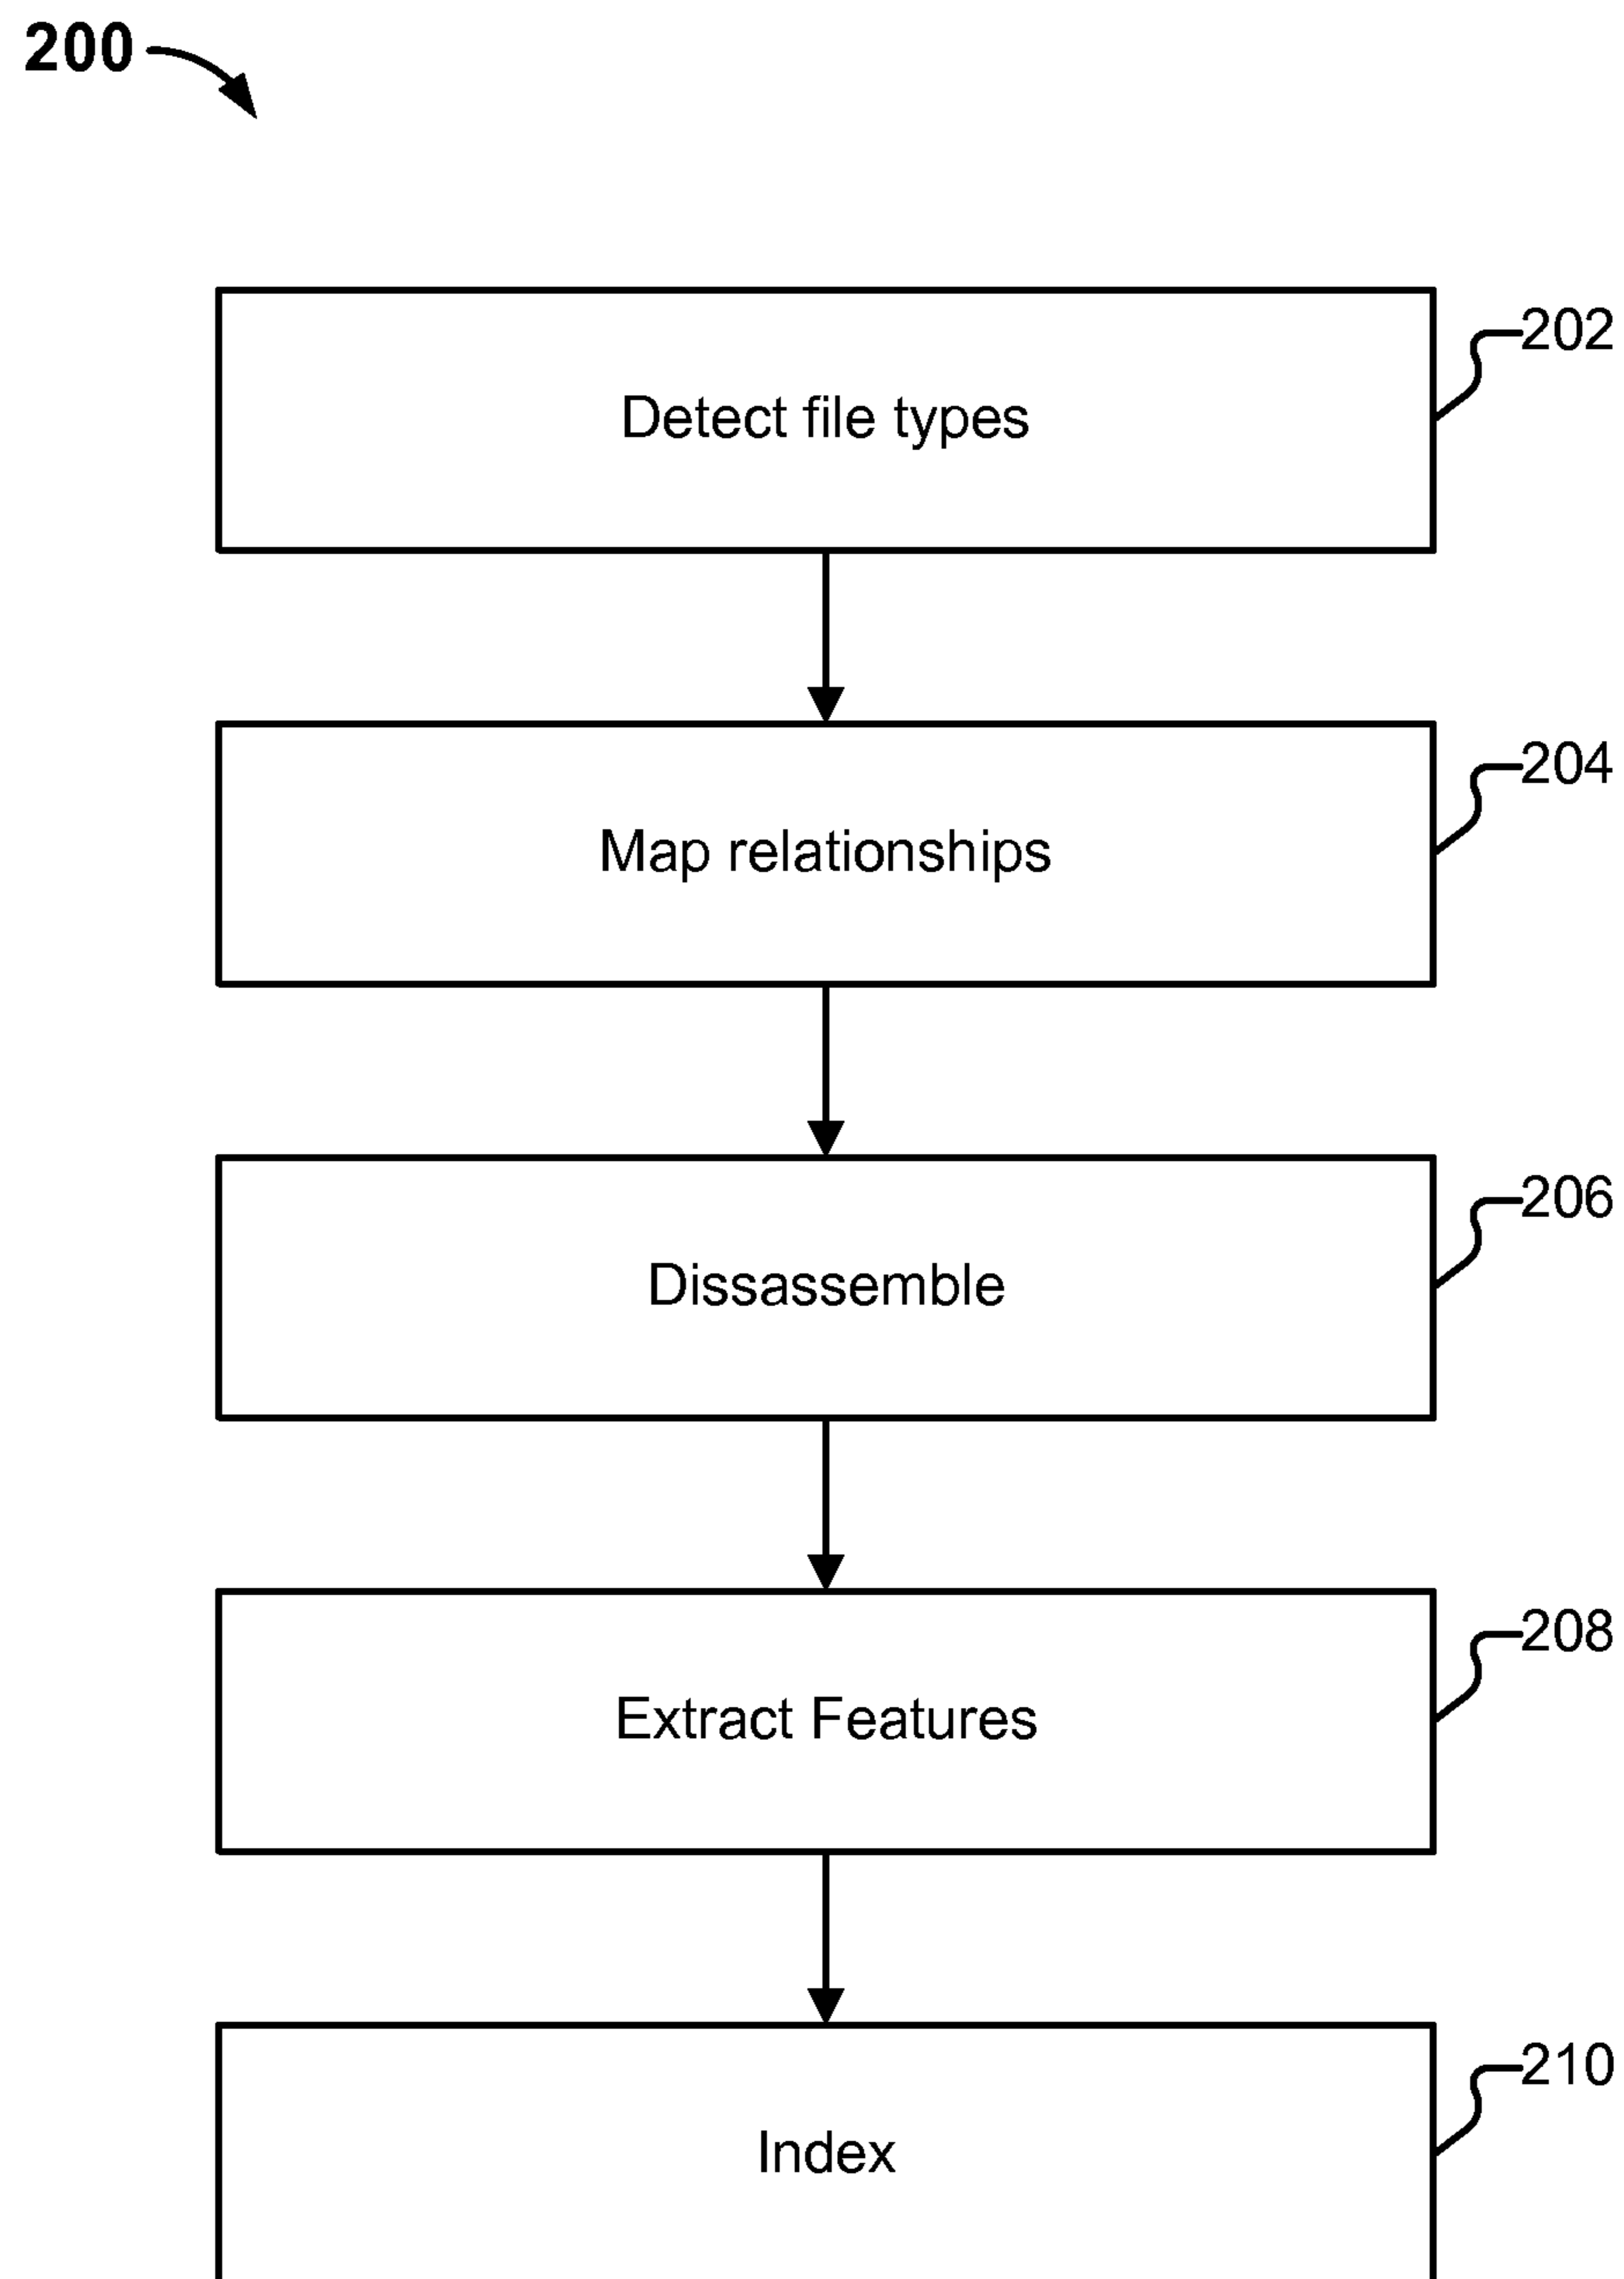 200
Detect file types
202
Map relationships
204
Dissassemble
206
Extract Features
208
Index
210